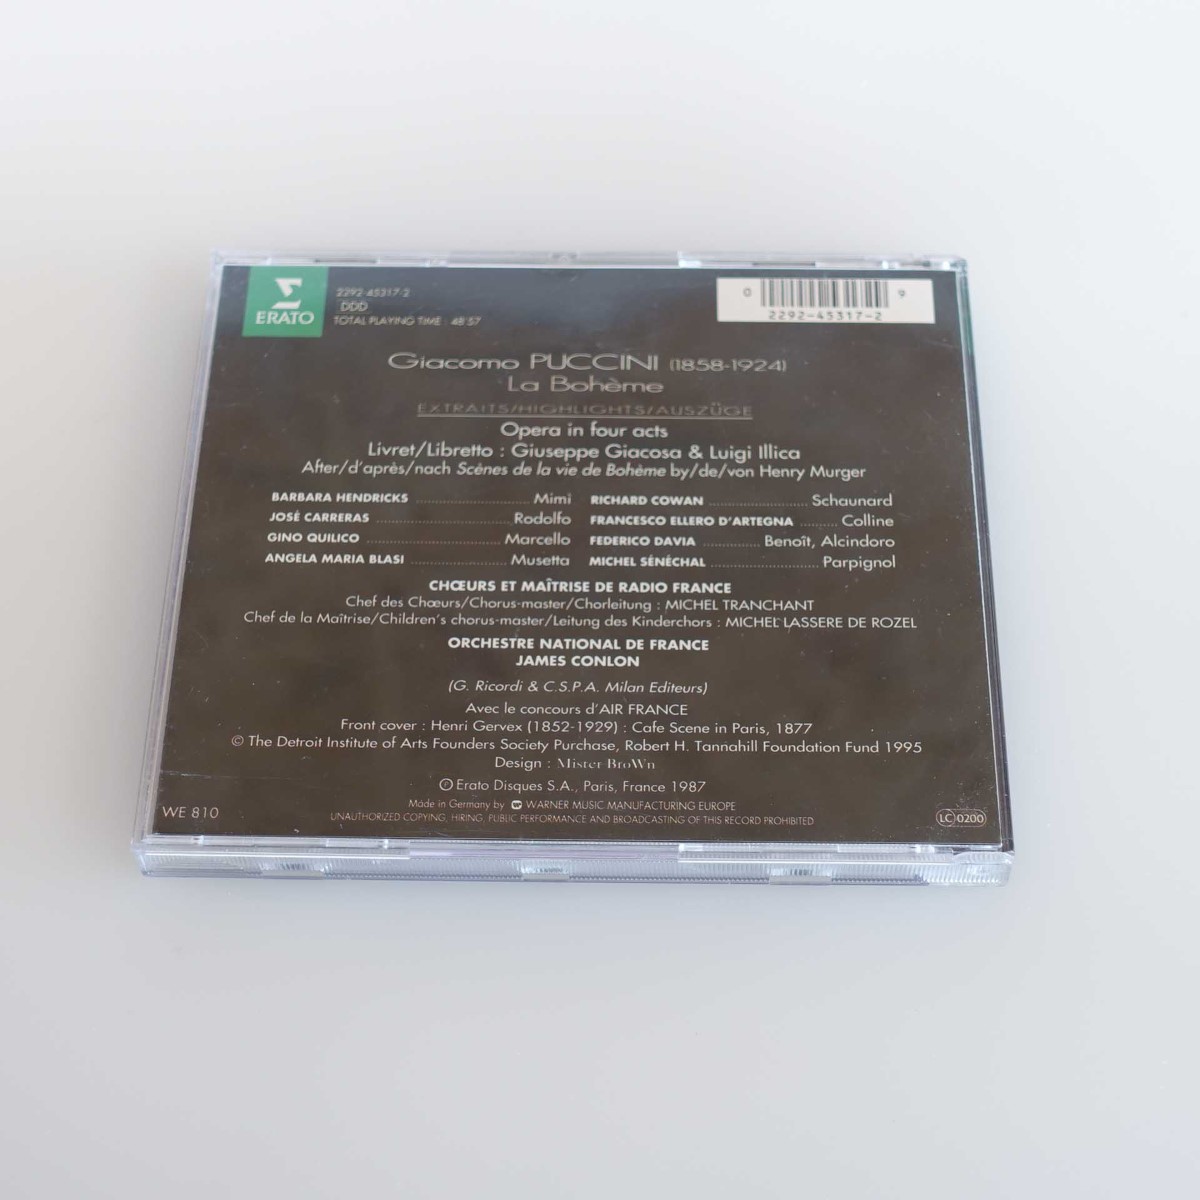 ERATO
2292-45317-2
DDD
TOTAL PLAYING TIME : 48'57
0 9
2292-45317-2
Giacomo PUCCINI (1858-1924)
La Bohème
EXTRAITS/HIGHLIGHTS/AUSZÜGE
Opera in four acts
Livret/Libretto : Giuseppe Giacosa & Luigi Illica
After/d'après/nach Scènes de la vie de Bohème by/de/von Henry Murger
BARBARA HENDRICKS ........................ Mimi
JOSÉ CARRERAS ........................ Rodolfo
GINO QUILICO ........................ Marcello
ANGELA MARIA BLASI ........................ Musetta
RICHARD COWAN ........................ Schaunard
FRANCESCO ELLERO D'ARTEGNA ......... Colline
FEDERICO DAVIA .............. Benoît, Alcindoro
MICHEL SÉNÉCHAL ........................ Parpignol
CHŒURS ET MAÎTRISE DE RADIO FRANCE
Chef des Chœurs/Chorus-master/Chorleitung : MICHEL TRANCHANT
Chef de la Maîtrise/Children's chorus-master/Leitung des Kinderchors : MICHEL LASSERE DE ROZEL
ORCHESTRE NATIONAL DE FRANCE
JAMES CONLON
(G. Ricordi & C.S.P.A. Milan Editeurs)
Avec le concours d'AIR FRANCE
Front cover : Henri Gervex (1852-1929) : Cafe Scene in Paris, 1877
© The Detroit Institute of Arts Founders Society Purchase, Robert H. Tannahill Foundation Fund 1995
Design : Mister BroWn
℗ Erato Disques S.A., Paris, France 1987
Made in Germany by WARNER MUSIC MANUFACTURING EUROPE
UNAUTHORIZED COPYING, HIRING, PUBLIC PERFORMANCE AND BROADCASTING OF THIS RECORD PROHIBITED
WE 810
LC 0200